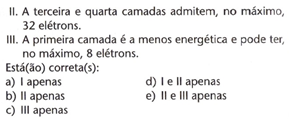 II. A terceira e quarta camadas admitem, no máximo,
32 elétrons.
III. A primeira camada é a menos energética e pode ter,
no máximo, 8 elétrons.
Está(ão) correta(s):
a) I apenas d) I e II apenas
b) II apenas e) II e III apenas
c) III apenas